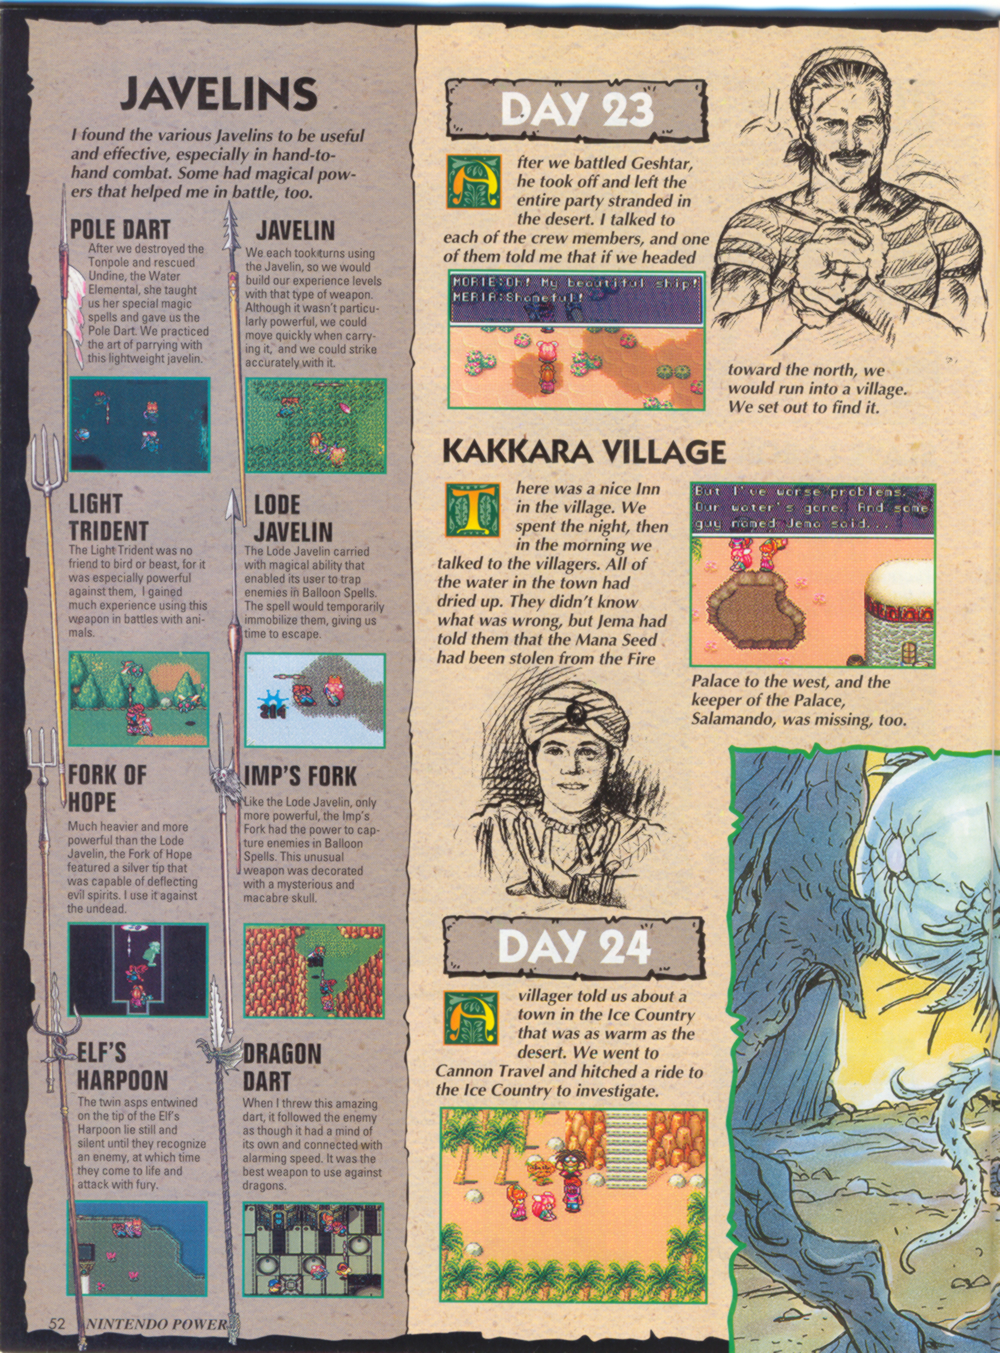 JAVELINS
I found the various Javelins to be useful
and effective, especially in hand-to-
hand combat. Some had magical pow-
ers that helped me in battle, too.
POLE DART
After we destroyed the
Tonpole and rescued
Undine, the Water
Elemental, she taught
us her special magic
spells and gave us the
Pole Dart. We practiced
the art of parrying with
this lightweight javelin.
JAVELIN
We each took turns using
the Javelin, so we would
build our experience levels
with that type of weapon.
Although it wasn't particu-
larly powerful, we could
move quickly when carry-
ing it, and we could strike
accurately with it.
LIGHT
TRIDENT
The Light Trident was no
friend to bird or beast, for it
was especially powerful
against them, I gained
much experience using this
weapon in battles with ani-
mals.
LODE
JAVELIN
The Lode Javelin carried
with magical ability that
enabled its user to trap
enemies in Balloon Spells.
The spell would temporarily
immobilize them, giving us
time to escape.
FORK OF
HOPE
Much heavier and more
powerful than the Lode
Javelin, the Fork of Hope
featured a silver tip that
was capable of deflecting
evil spirits. I use it against
the undead.
IMP'S FORK
Like the Lode Javelin, only
more powerful, the Imp's
Fork had the power to cap-
ture enemies in Balloon
Spells. This unusual
weapon was decorated
with a mysterious and
macabre skull.
ELF'S
HARPOON
The twin asps entwined
on the tip of the Elf's
Harpoon lie still and
silent until they recognize
an enemy, at which time
they come to life and
attack with fury.
DRAGON
DART
When I threw this amazing
dart, it followed the enemy
as though it had a mind of
its own and connected with
alarming speed. It was the
best weapon to use against
dragons.
52 NINTENDO POWER
DAY 23
After we battled Geshtar,
he took off and left the
entire party stranded in
the desert. I talked to
each of the crew members, and one
of them told me that if we headed
MORIE:Oh! My beautiful ship!
MERIA:Shameful!
toward the north, we
would run into a village.
We set out to find it.
KAKKARA VILLAGE
There was a nice Inn
in the village. We
spent the night, then
in the morning we
talked to the villagers. All of
the water in the town had
dried up. They didn't know
what was wrong, but Jema had
told them that the Mana Seed
had been stolen from the Fire
But I've worse problems.
Our water's gone. And some
guy named Jema said...
Palace to the west, and the
keeper of the Palace,
Salamando, was missing, too.
DAY 24
A villager told us about a
town in the Ice Country
that was as warm as the
desert. We went to
Cannon Travel and hitched a ride to
the Ice Country to investigate.